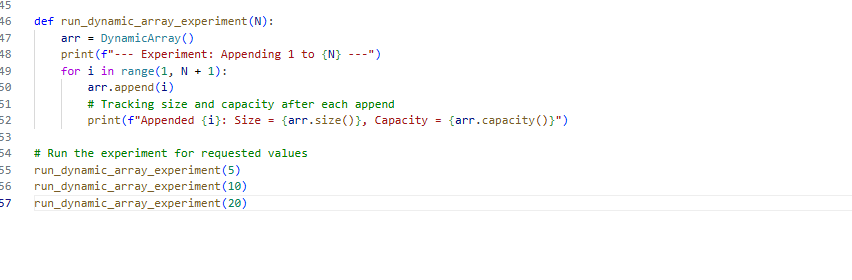 45
46 def run_dynamic_array_experiment(N):
47     arr = DynamicArray()
48     print(f"--- Experiment: Appending 1 to {N} ---")
49     for i in range(1, N + 1):
50         arr.append(i)
51         # Tracking size and capacity after each append
52         print(f"Appended {i}: Size = {arr.size()}, Capacity = {arr.capacity()}")
53
54 # Run the experiment for requested values
55 run_dynamic_array_experiment(5)
56 run_dynamic_array_experiment(10)
57 run_dynamic_array_experiment(20)